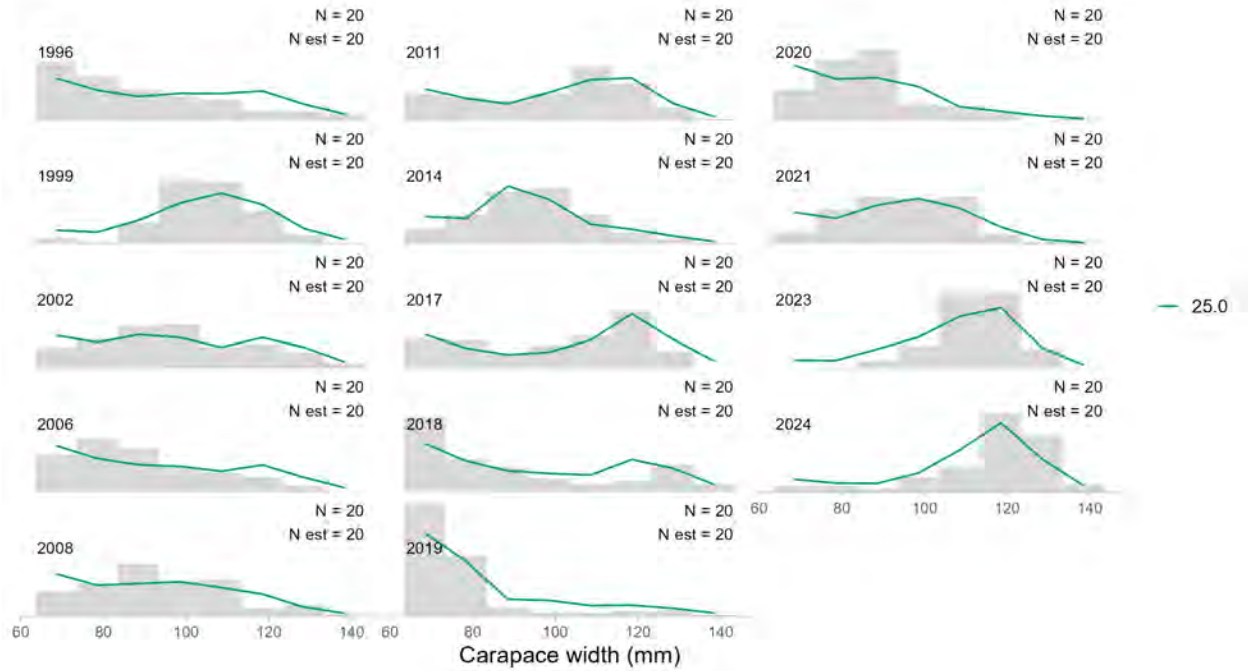 N = 20
N est = 20
1996
N = 20
N est = 20
2011
N = 20
N est = 20
2020
N = 20
N est = 20
1999
N = 20
N est = 20
2014
N = 20
N est = 20
2021
N = 20
N est = 20
2002
N = 20
N est = 20
2017
N = 20
N est = 20
2023
25.0
N = 20
N est = 20
2006
N = 20
N est = 20
2018
N = 20
N est = 20
2024
60 80 100 120 140
N = 20
N est = 20
2008
N = 20
N est = 20
2019
60 80 100 120 140
60 80 100 120 140
Carapace width (mm)